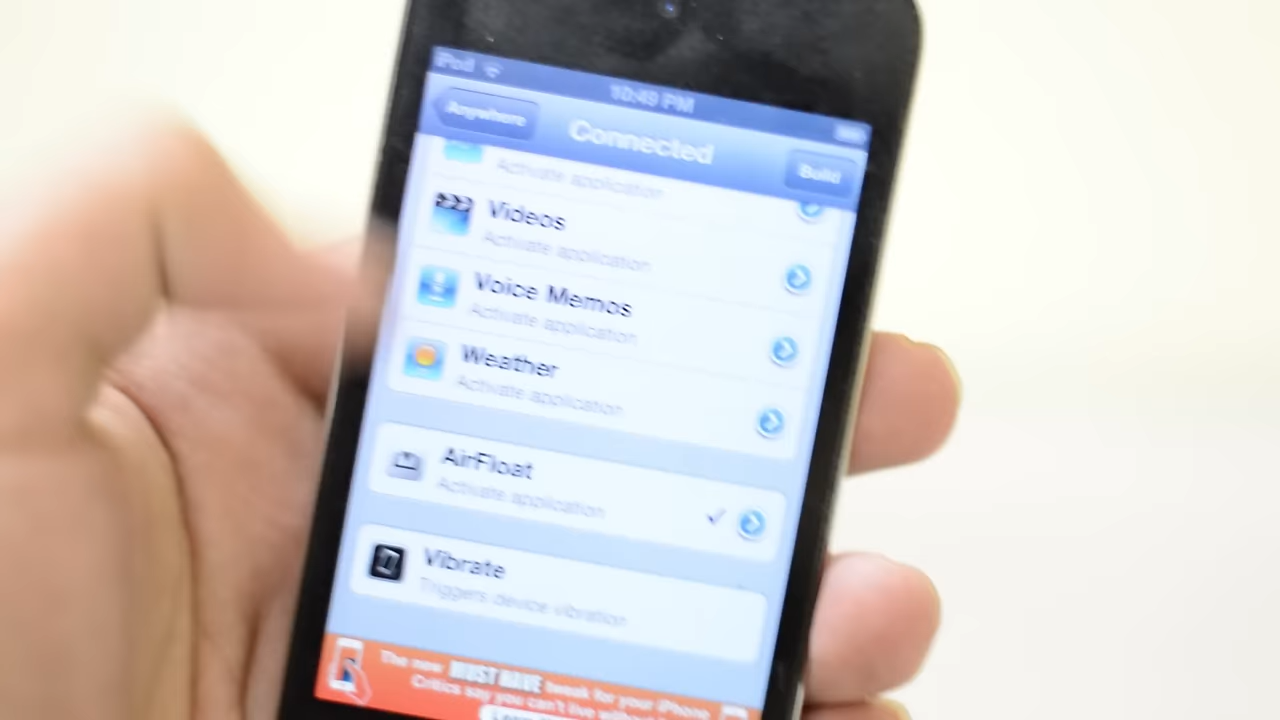 iPod
10:49 PM
Anywhere
Connected
Build
Activate application
Videos
Activate application
Voice Memos
Activate application
Weather
Activate application
AirFloat
Activate application
Vibrate
Triggers device vibration
The new MUST HAVE tweak for your iPhone
Critics say you can't live without